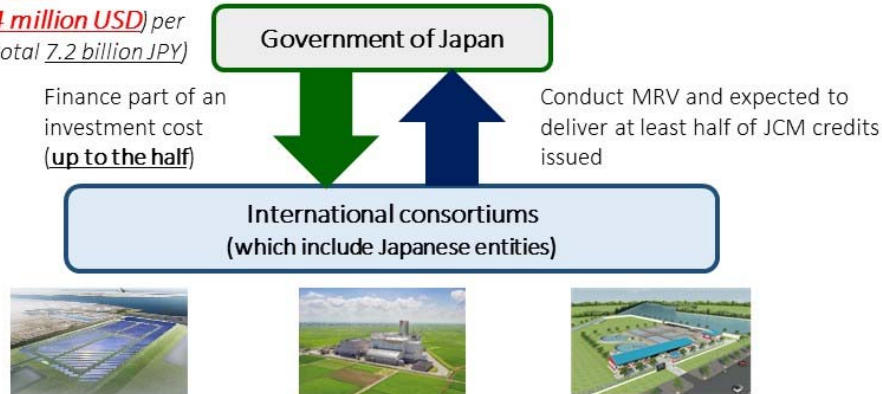 4 million USD) per
otal 7.2 billion JPY)
Government of Japan
Finance part of an
investment cost
(up to the half)
Conduct MRV and expected to
deliver at least half of JCM credits
issued
International consortiums
(which include Japanese entities)